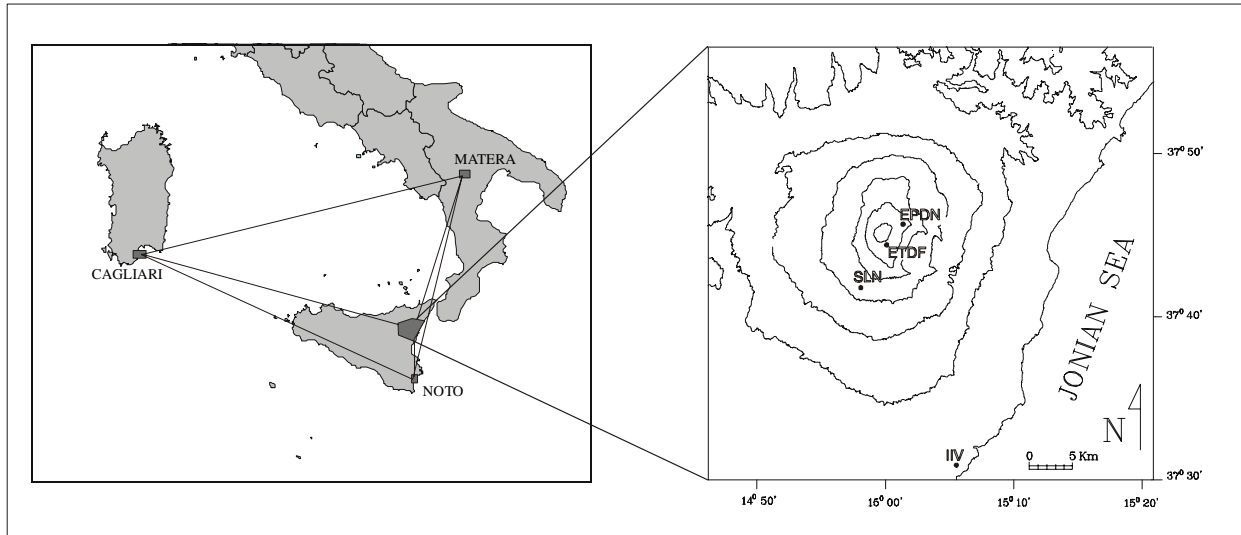 MATERA
CAGLIARI
NOTO
EPDN
ETDF
SLN
IIV
JONIAN SEA
N
0 5 Km
37° 50'
37° 40'
37° 30'
14° 50'
15° 00'
15° 10'
15° 20'